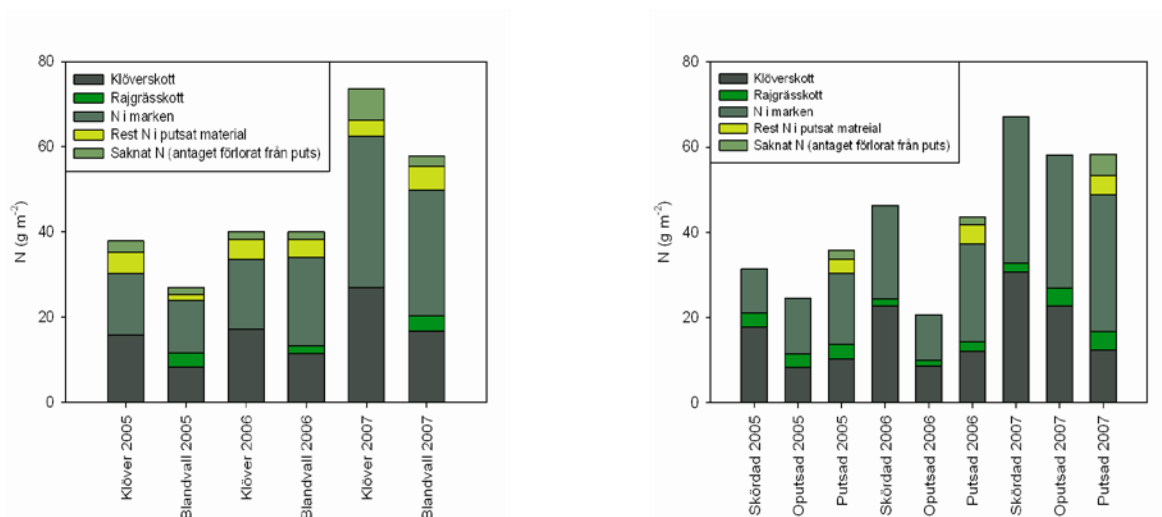 80
60
40
20
0
N (g m⁻²)
Klöverskott
Rajgrässkott
N i marken
Rest N i putsat material
Saknat N (antaget förlorat från puts)
Klöver 2005
Blandvall 2005
Klöver 2006
Blandvall 2006
Klöver 2007
Blandvall 2007
80
60
40
20
0
N (g m⁻²)
Klöverskott
Rajgrässkott
N i marken
Rest N i putsat matreial
Saknat N (antaget förlorat från puts)
Skördad 2005
Oputsad 2005
Putsad 2005
Skördad 2006
Oputsad 2006
Putsad 2006
Skördad 2007
Oputsad 2007
Putsad 2007